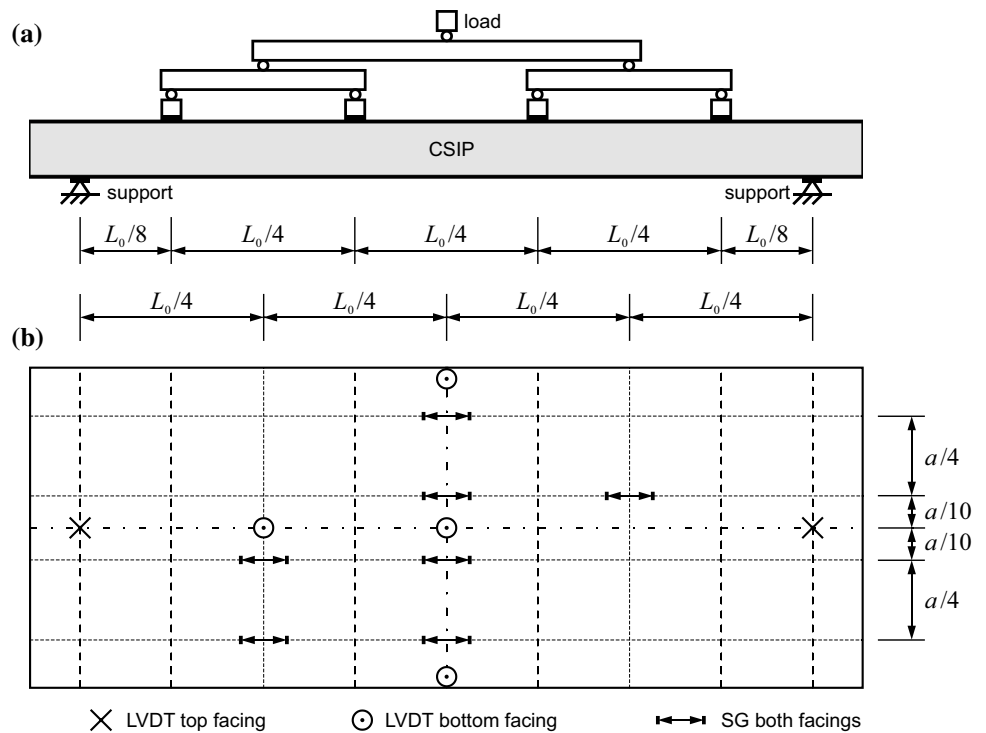 (a)
load
CSIP
support
support
L₀/8
L₀/4
L₀/4
L₀/4
L₀/8
L₀/4
L₀/4
L₀/4
L₀/4
(b)
a/4
a/10
a/10
a/4
LVDT top facing
LVDT bottom facing
SG both facings